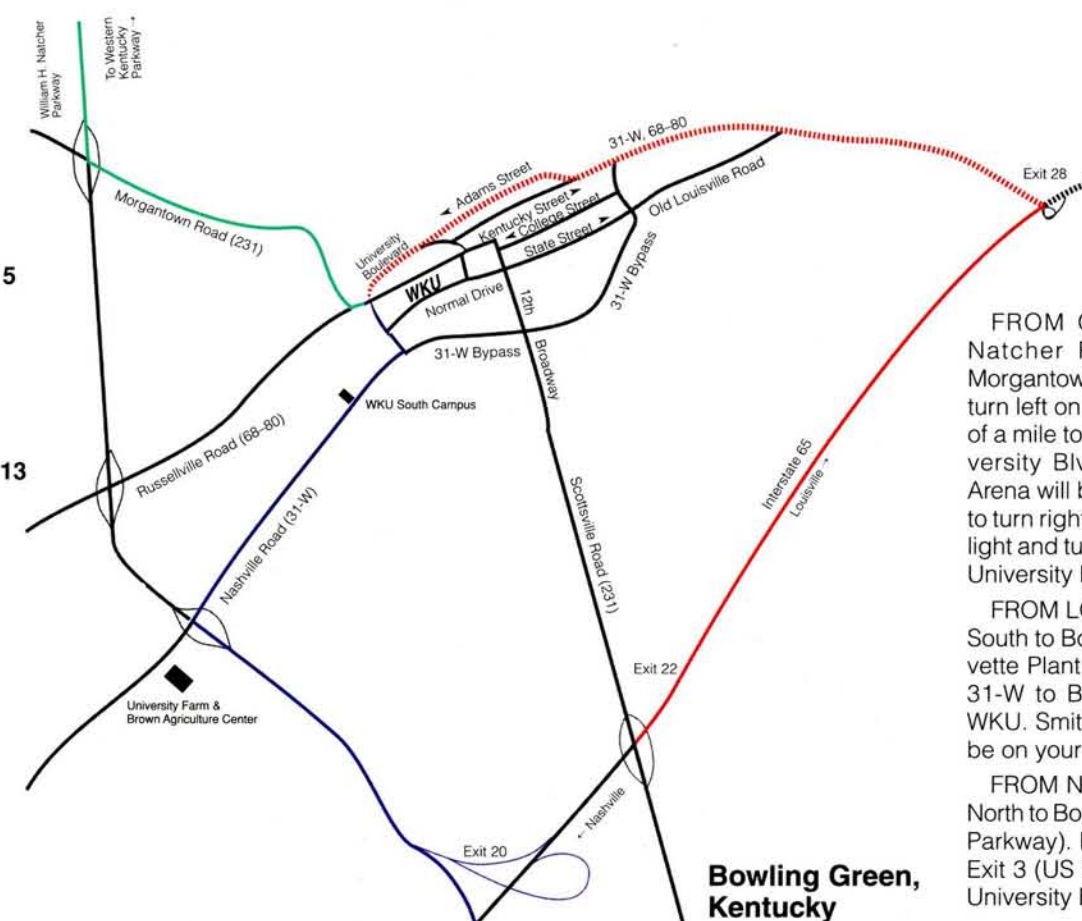 William H. Natcher
Parkway
To Western
Kentucky
Parkway →
31-W, 68–80
Exit 28
◄ Adams Street
Kentucky Street ►
◄ College Street
State Street ►
Old Louisville Road
Morgantown Road (231)
University
Boulevard
WKU
Normal Drive
12th
31-W Bypass
5
31-W Bypass
Broadway
WKU South Campus
Russellville Road (68–80)
13
Nashville Road (31-W)
Scottsville Road (231)
Interstate 65
Louisville →
University Farm &
Brown Agriculture Center
Exit 22
← Nashville
Exit 20
Bowling Green,
Kentucky
FROM
Natcher
Morgantow
turn left on
of a mile to
versity Blv
Arena will b
to turn right
light and tu
University
FROM LO
South to Bo
vette Plant
31-W to B
WKU. Smit
be on your
FROM N
North to Bo
Parkway).
Exit 3 (US
University